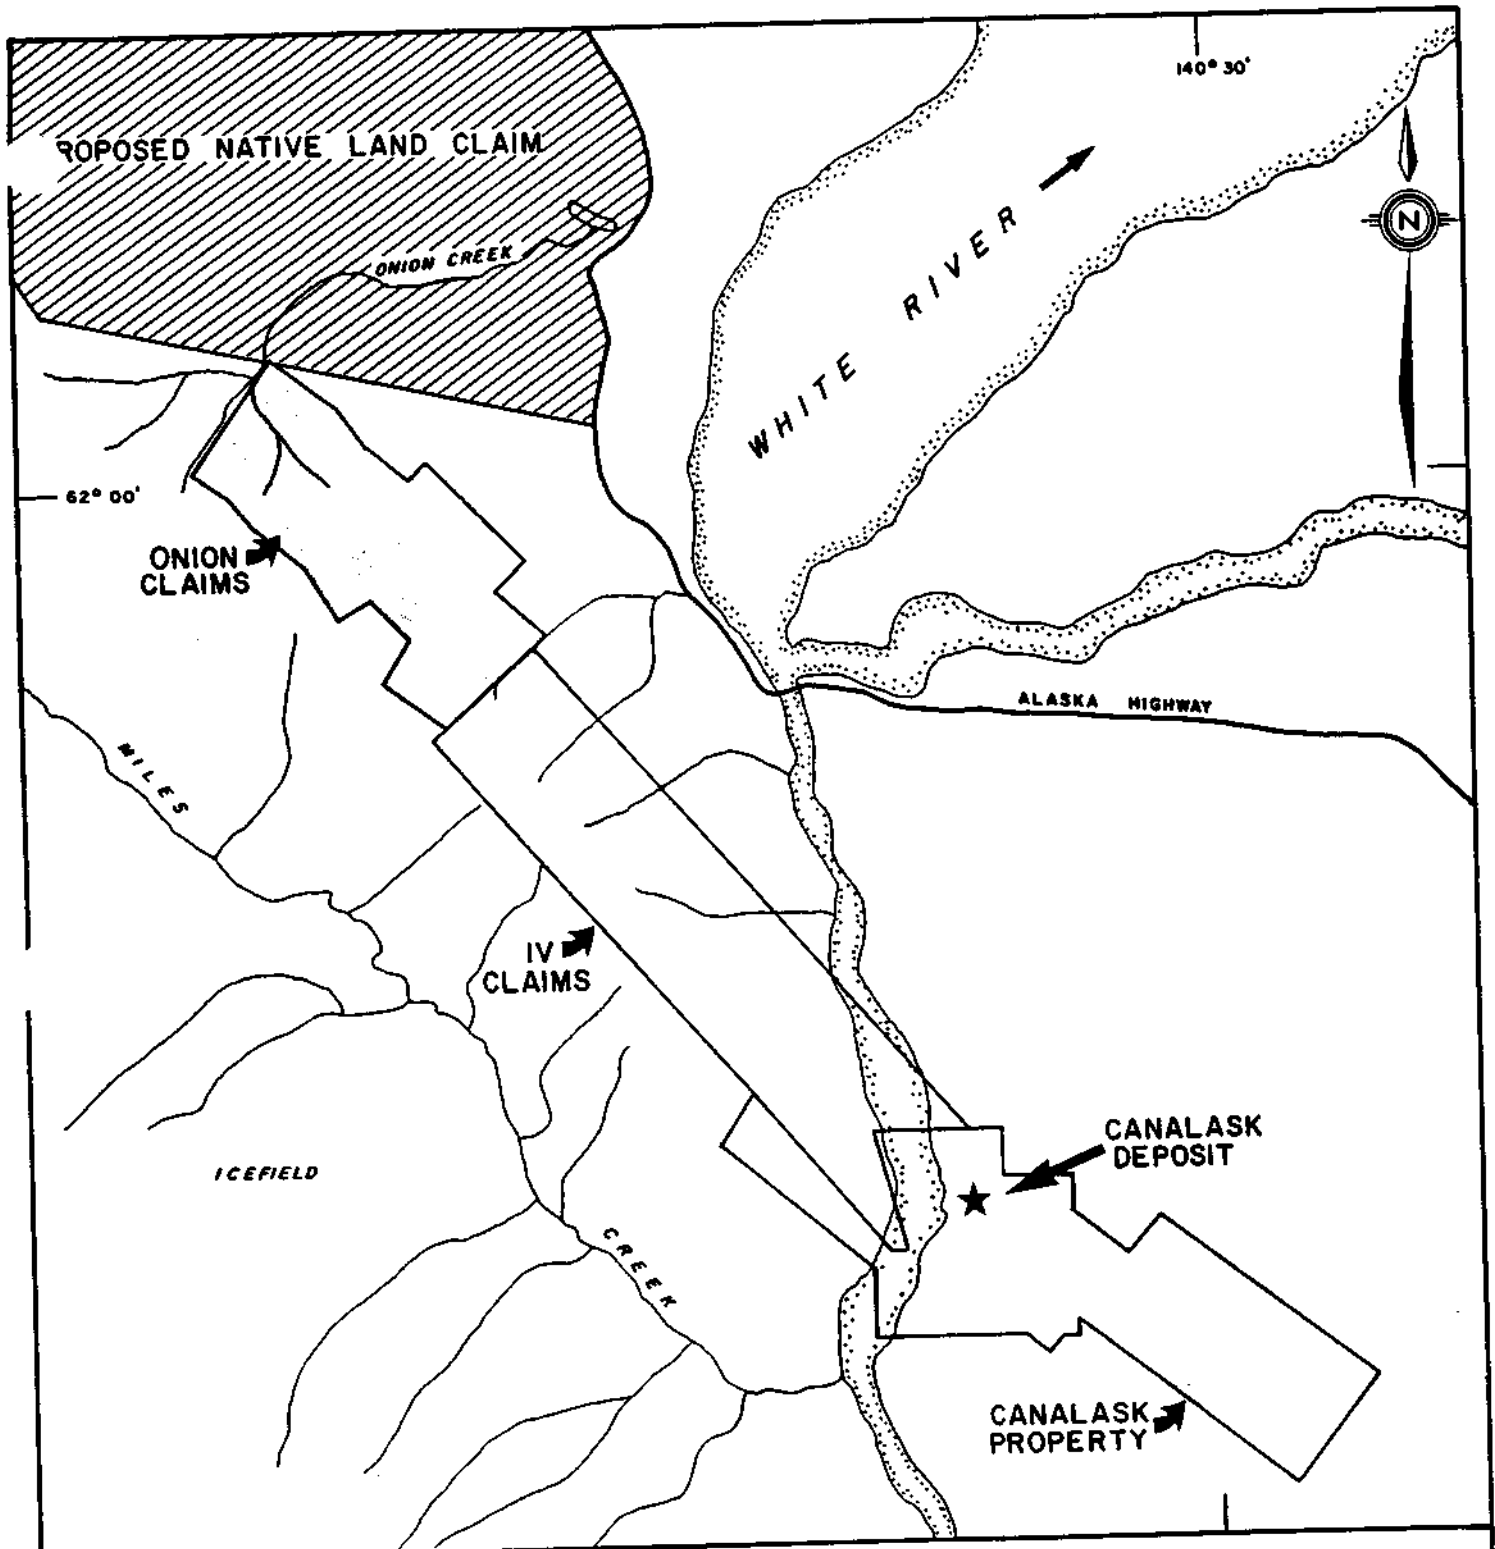 140° 30'
ROPOSED NATIVE LAND CLAIM
N
ONION CREEK
WHITE RIVER
62° 00'
ONION
CLAIMS
ALASKA HIGHWAY
MILES
IV
CLAIMS
CANALASK
DEPOSIT
ICEFIELD
CREEK
CANALASK
PROPERTY